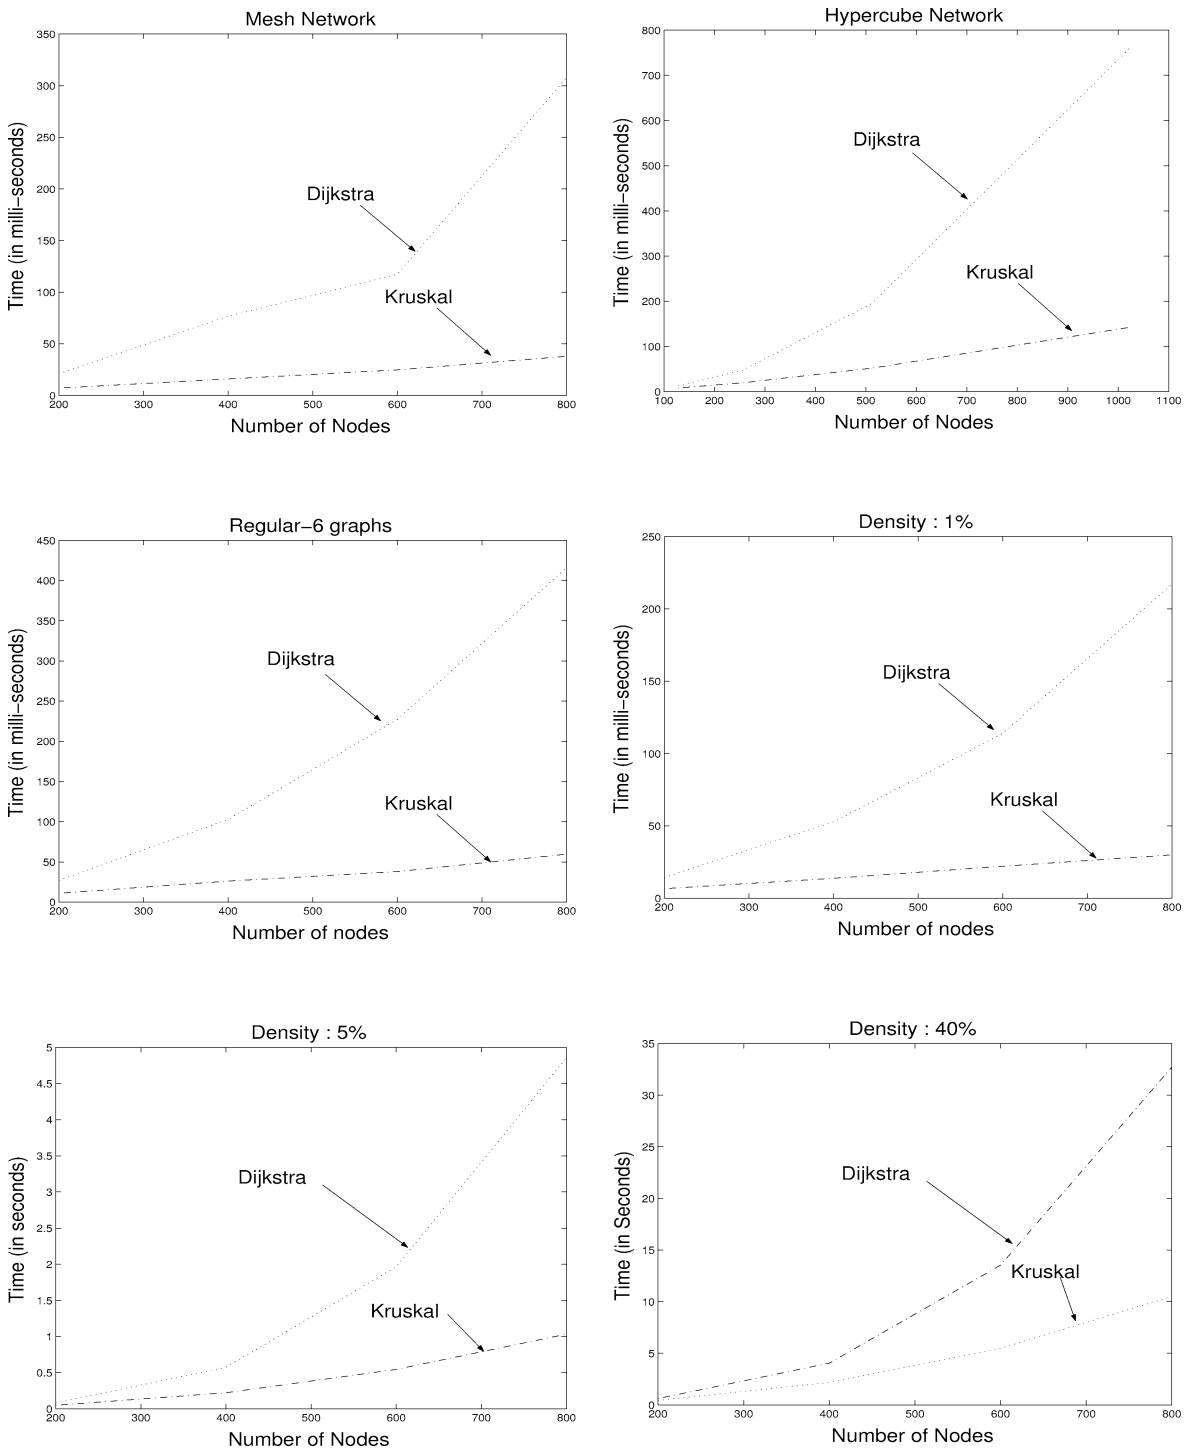 Mesh Network
350
300
250
200
150
100
50
0
Time (in milli−seconds)
Dijkstra
Kruskal
200 300 400 500 600 700 800
Number of Nodes
Hypercube Network
800
700
600
500
400
300
200
100
0
Time (in milli−seconds)
Dijkstra
Kruskal
100 200 300 400 500 600 700 800 900 1000 1100
Number of Nodes
Regular−6 graphs
450
400
350
300
250
200
150
100
50
0
Time (in milli−seconds)
Dijkstra
Kruskal
200 300 400 500 600 700 800
Number of nodes
Density : 1%
250
200
150
100
50
0
Time (in milli−seconds)
Dijkstra
Kruskal
200 300 400 500 600 700 800
Number of nodes
Density : 5%
5
4.5
4
3.5
3
2.5
2
1.5
1
0.5
0
Time (in seconds)
Dijkstra
Kruskal
200 300 400 500 600 700 800
Number of Nodes
Density : 40%
35
30
25
20
15
10
5
0
Time (in Seconds)
Dijkstra
Kruskal
200 300 400 500 600 700 800
Number of Nodes